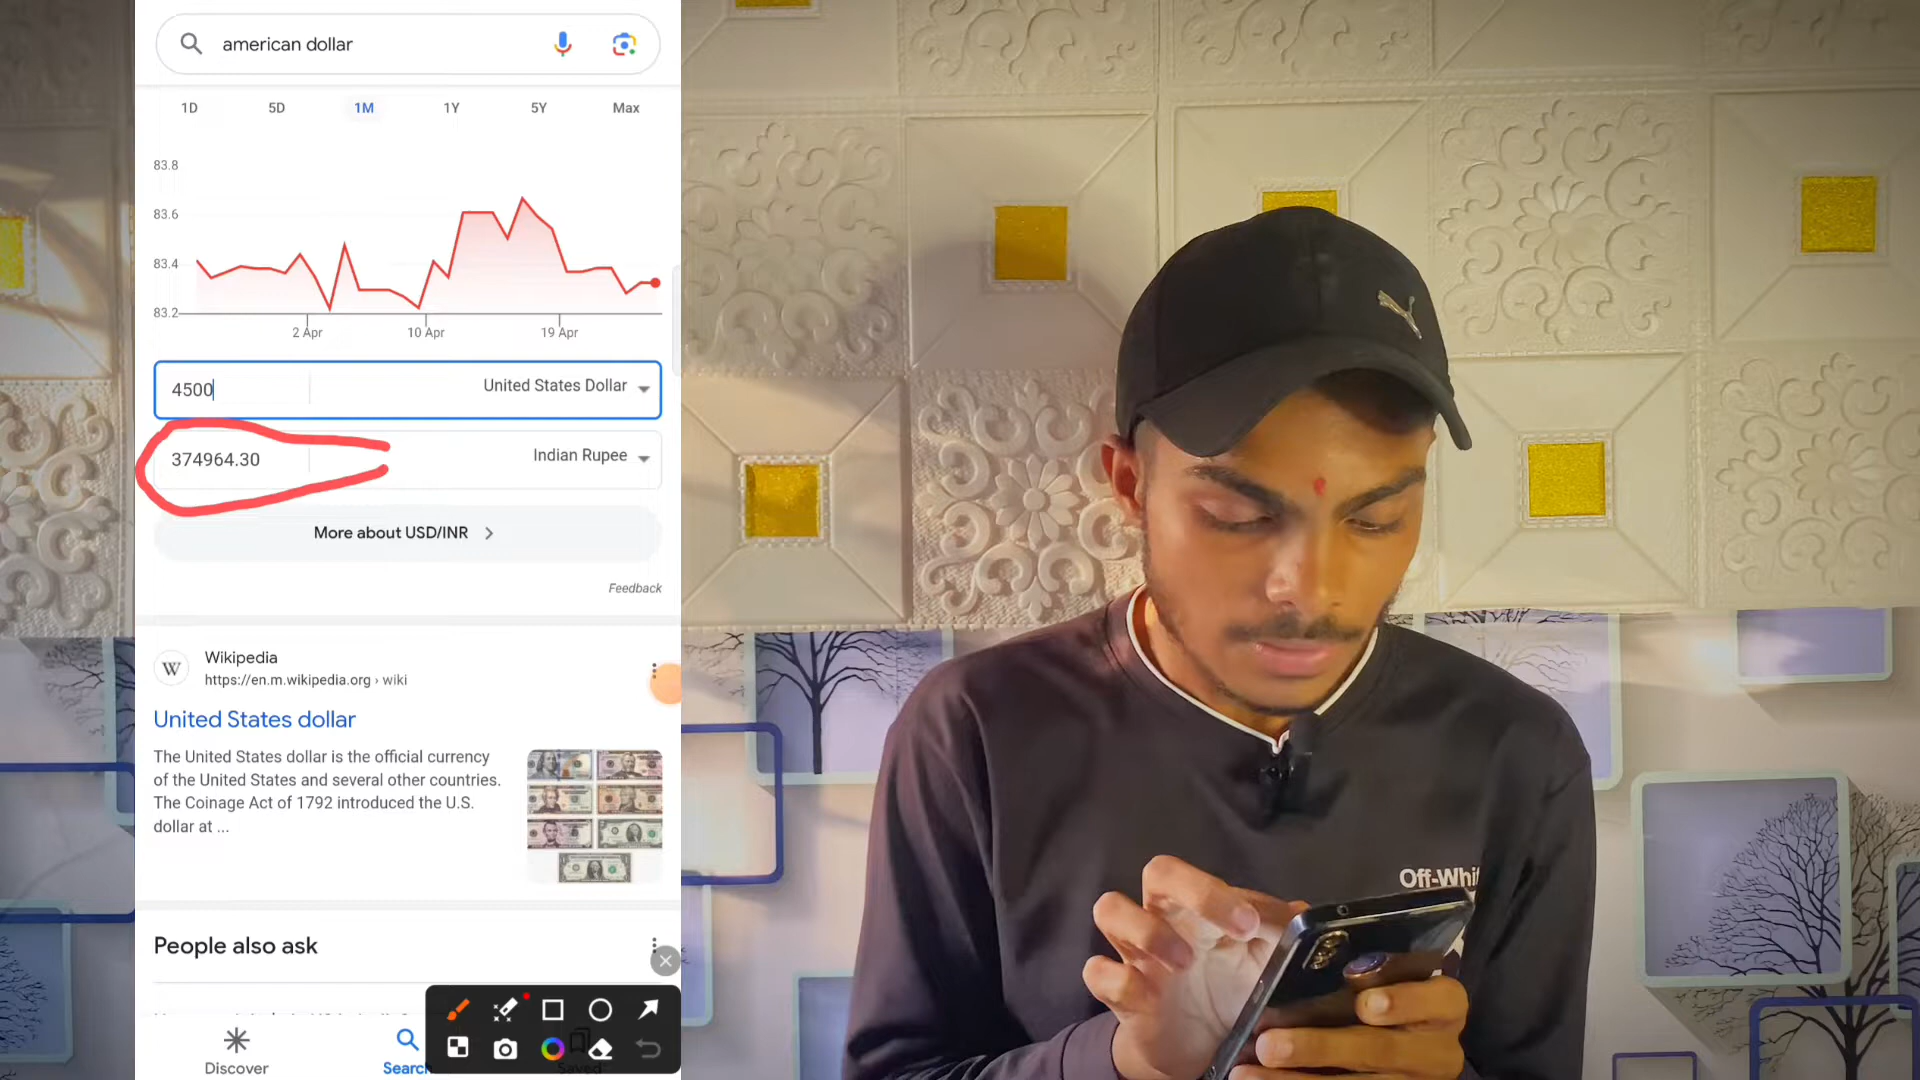 american dollar
1D 5D 1M 1Y 5Y Max
83.8
83.6
83.4
83.2
2 Apr 10 Apr 19 Apr
4500 United States Dollar
374964.30 Indian Rupee
More about USD/INR
Feedback
W
Wikipedia
https://en.m.wikipedia.org › wiki
United States dollar
The United States dollar is the official currency
of the United States and several other countries.
The Coinage Act of 1792 introduced the U.S.
dollar at ...
People also ask
Discover Search Saved
Off-Whi